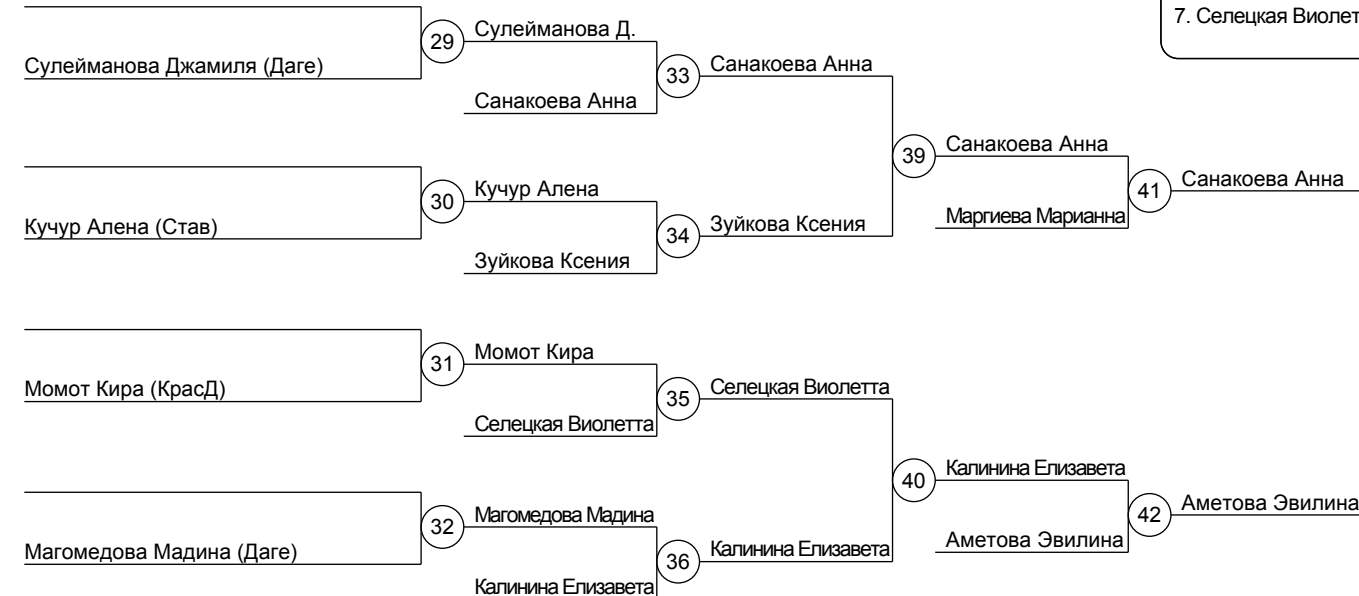 7. Селецкая Виолет
29 Сулейманова Д.
Сулейманова Джамиля (Даге)
33 Санакоева Анна
Санакоева Анна
39 Санакоева Анна
41 Санакоева Анна
30 Кучур Алена
Маргиева Марианна
Кучур Алена (Став)
34 Зуйкова Ксения
Зуйкова Ксения
31 Момот Кира
Момот Кира (КрасД)
35 Селецкая Виолетта
Селецкая Виолетта
40 Калинина Елизавета
42 Аметова Эвилина
32 Магомедова Мадина
Аметова Эвилина
Магомедова Мадина (Даге)
36 Калинина Елизавета
Калинина Елизавета